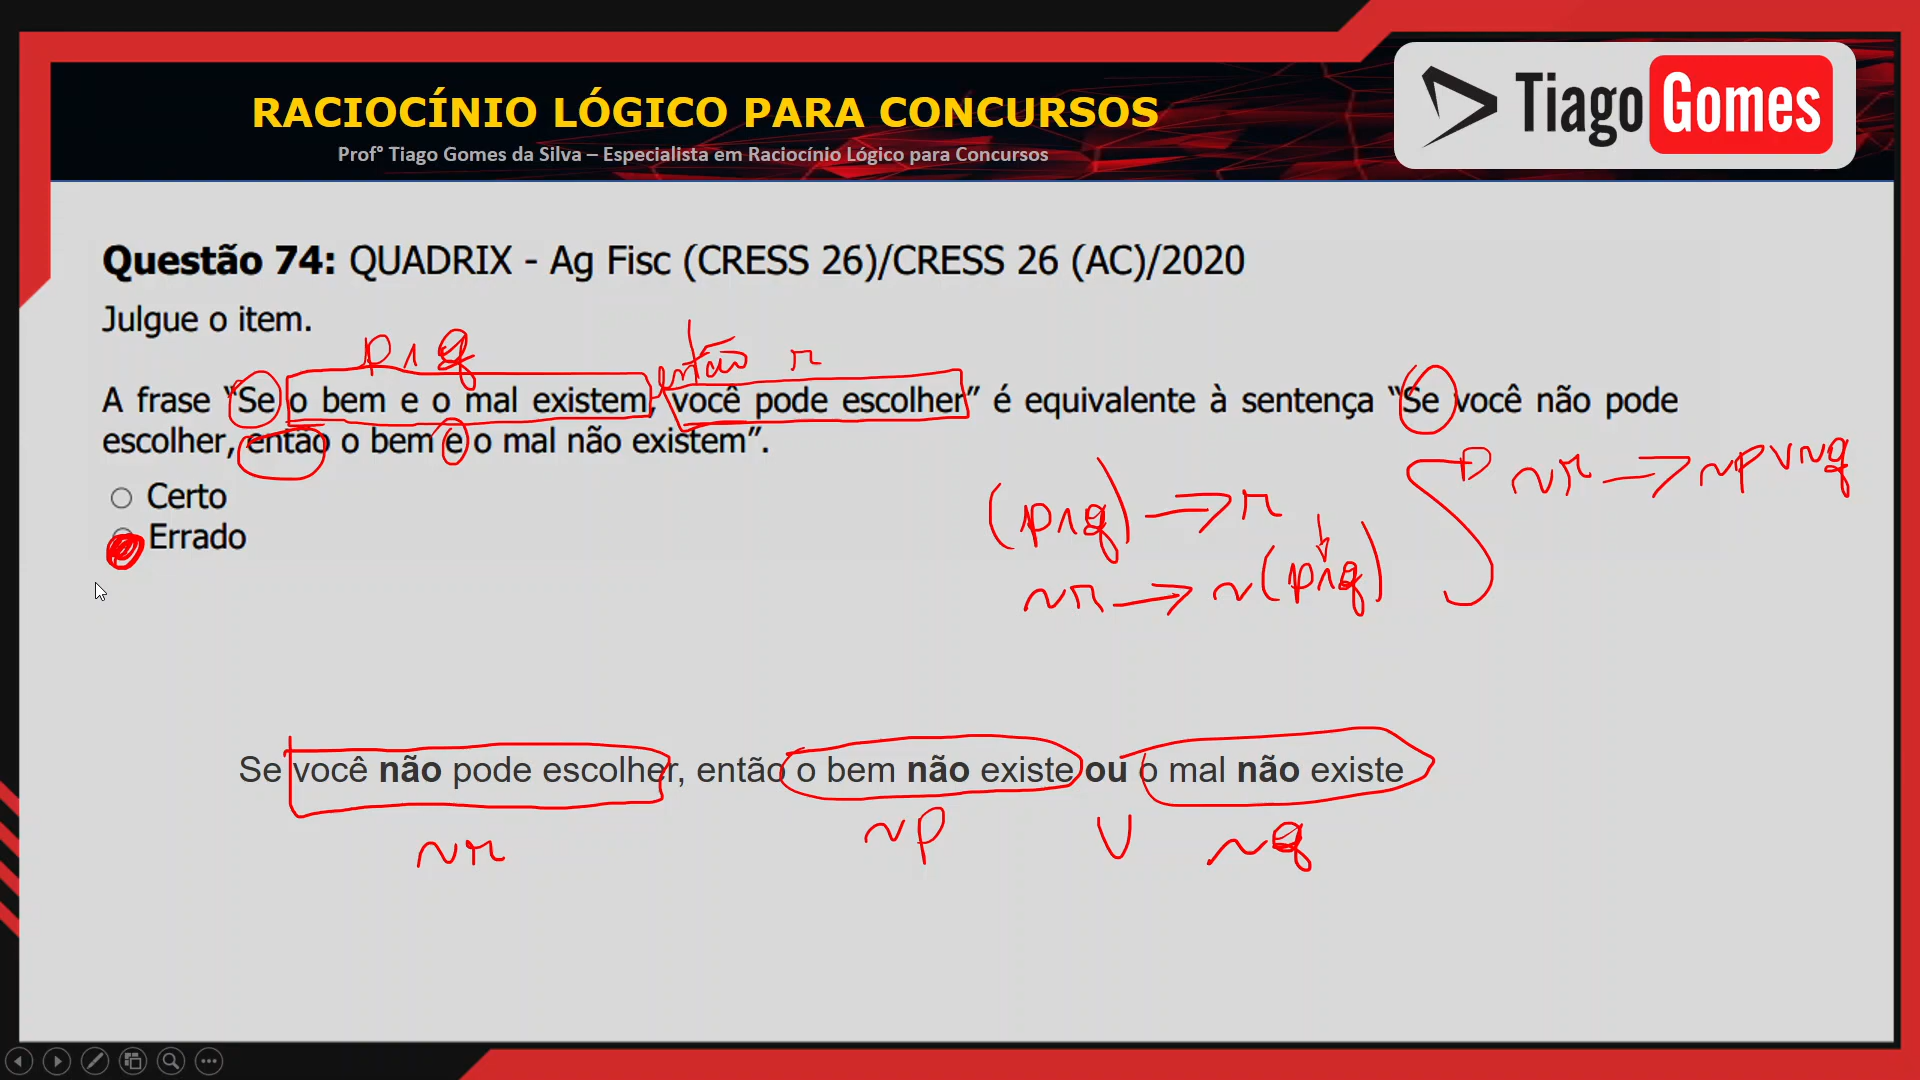 RACIOCÍNIO LÓGICO PARA CONCURSOS
Prof° Tiago Gomes da Silva – Especialista em Raciocínio Lógico para Concursos
Tiago Gomes
Questão 74: QUADRIX - Ag Fisc (CRESS 26)/CRESS 26 (AC)/2020
Julgue o item.
p ∧ q
então r
A frase “Se o bem e o mal existem, você pode escolher” é equivalente à sentença “Se você não pode
escolher, então o bem e o mal não existem”.
Certo
Errado
(p∧q) → r
~r → ~(p∧q)
~r → ~p v ~q
Se você não pode escolher, então o bem não existe ou o mal não existe
~r ~p v ~q